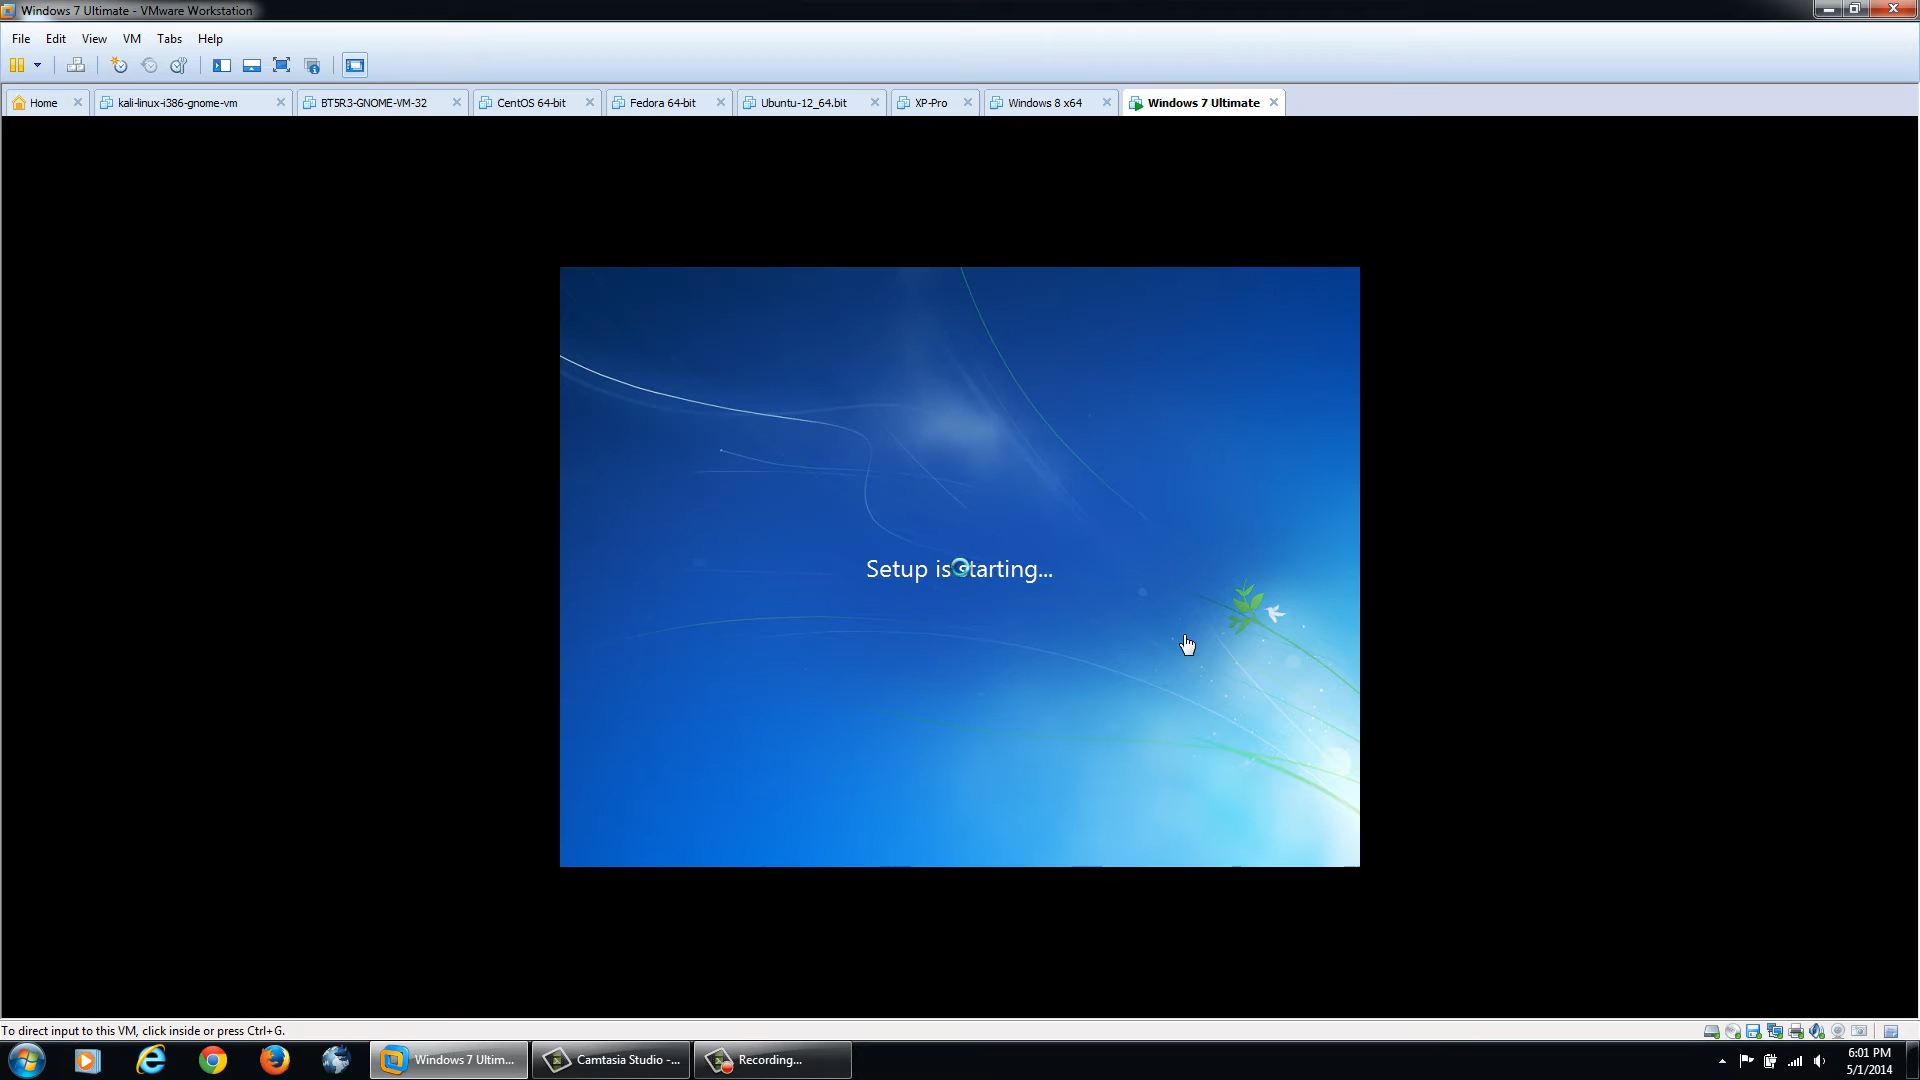 Windows 7 Ultimate - VMware Workstation
File Edit View VM Tabs Help
Home kali-linux-i386-gnome-vm BT5R3-GNOME-VM-32 CentOS 64-bit Fedora 64-bit Ubuntu-12_64.bit XP-Pro Windows 8 x64 Windows 7 Ultimate
Setup is starting...
To direct input to this VM, click inside or press Ctrl+G.
Windows 7 Ultim... Camtasia Studio -... Recording... 6:01 PM
5/1/2014